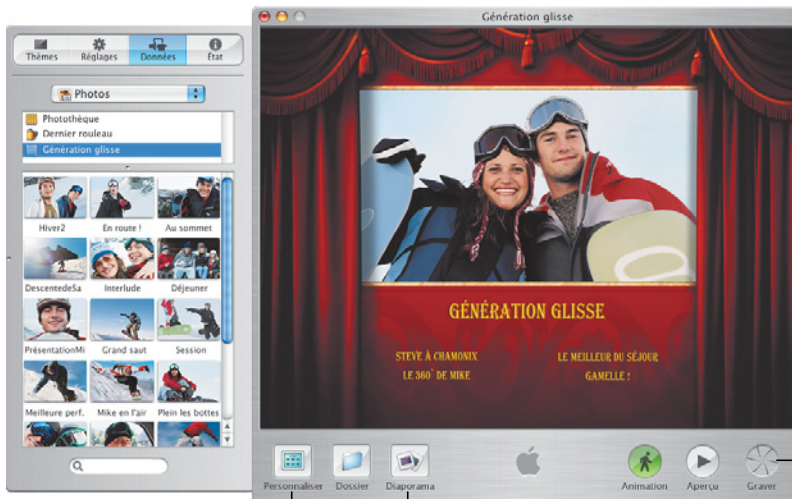 Génération glisse
Thèmes
Réglages
Données
État
Photos
Photothèque
Dernier rouleau
Génération glisse
Hiver2
En route !
Au sommet
DescentedeSa
Interlude
Déjeuner
PrésentationMi
Grand saut
Session
Meilleure perf.
Mike en l'air
Plein les bottes
GÉNÉRATION GLISSE
STEVE À CHAMONIX
LE 360° DE MIKE
LE MEILLEUR DU SÉJOUR
GAMELLE !
Personnaliser
Dossier
Diaporama
Animation
Aperçu
Graver